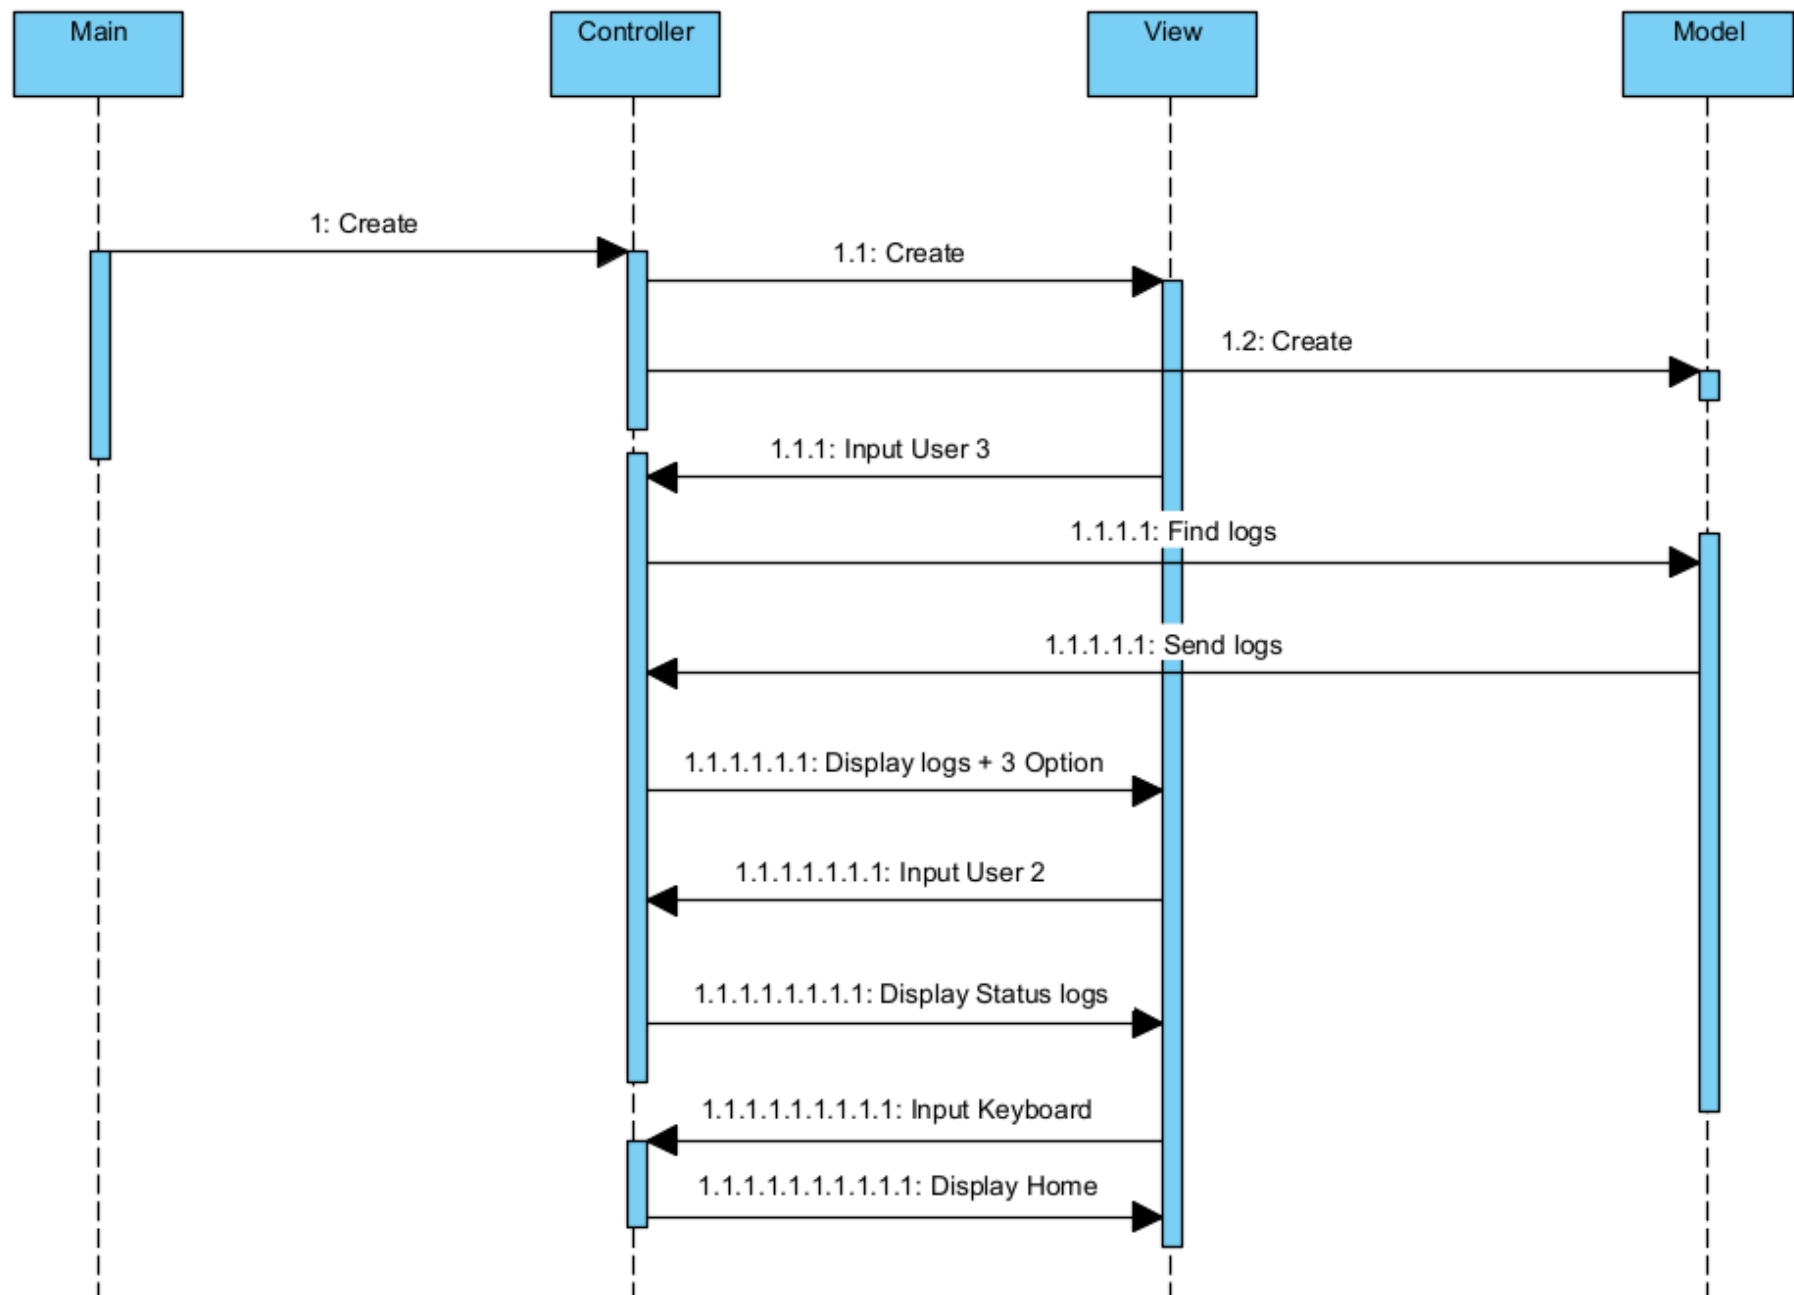 Main
Controller
View
Model
1: Create
1.1: Create
1.2: Create
1.1.1: Input User 3
1.1.1.1: Find logs
1.1.1.1.1: Send logs
1.1.1.1.1.1: Display logs + 3 Option
1.1.1.1.1.1.1: Input User 2
1.1.1.1.1.1.1.1: Display Status logs
1.1.1.1.1.1.1.1.1: Input Keyboard
1.1.1.1.1.1.1.1.1.1: Display Home